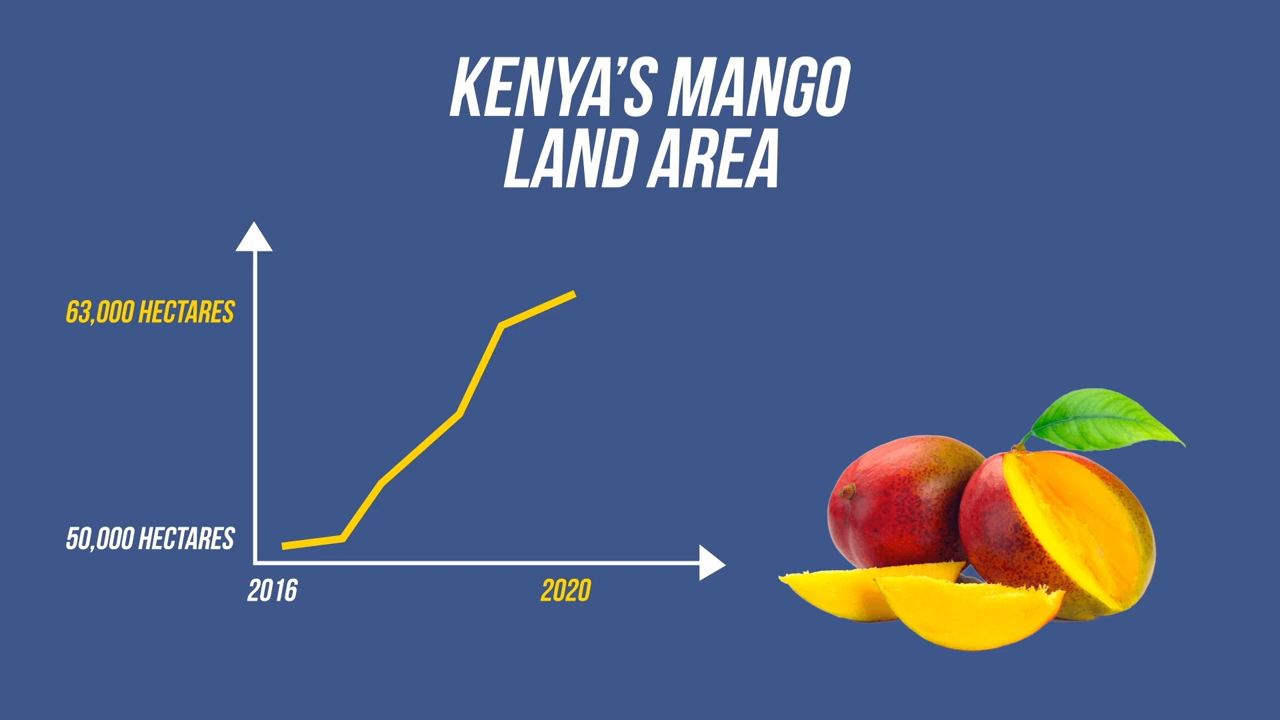 KENYA'S MANGO
LAND AREA
63,000 HECTARES
50,000 HECTARES
2016
2020